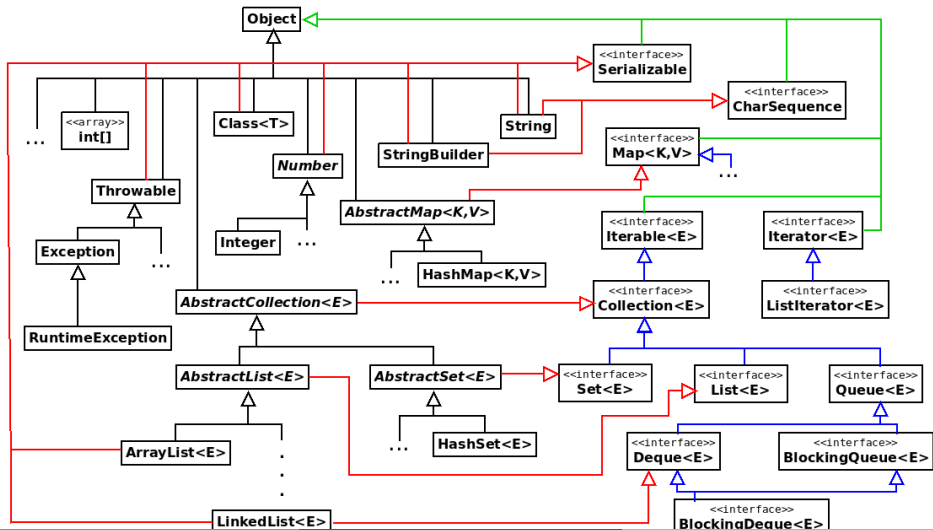 Object
<<interface>>
Serializable
<<interface>>
CharSequence
...
<<array>>
int[]
Class<T>
String
StringBuilder
Number
<<interface>>
Map<K,V>
...
Throwable
AbstractMap<K,V>
Exception
...
Integer
...
<<interface>>
Iterable<E>
<<interface>>
Iterator<E>
...
HashMap<K,V>
AbstractCollection<E>
<<interface>>
Collection<E>
<<interface>>
ListIterator<E>
RuntimeException
AbstractList<E>
AbstractSet<E>
<<interface>>
Set<E>
<<interface>>
List<E>
<<interface>>
Queue<E>
ArrayList<E>
.
.
.
...
HashSet<E>
<<interface>>
Deque<E>
<<interface>>
BlockingQueue<E>
LinkedList<E>
<<interface>>
BlockingDeque<E>